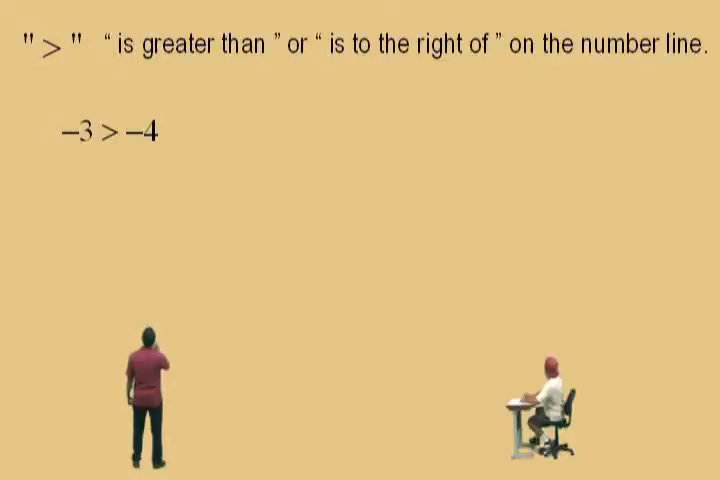 " > " “ is greater than ” or “ is to the right of ” on the number line.
−3 > −4